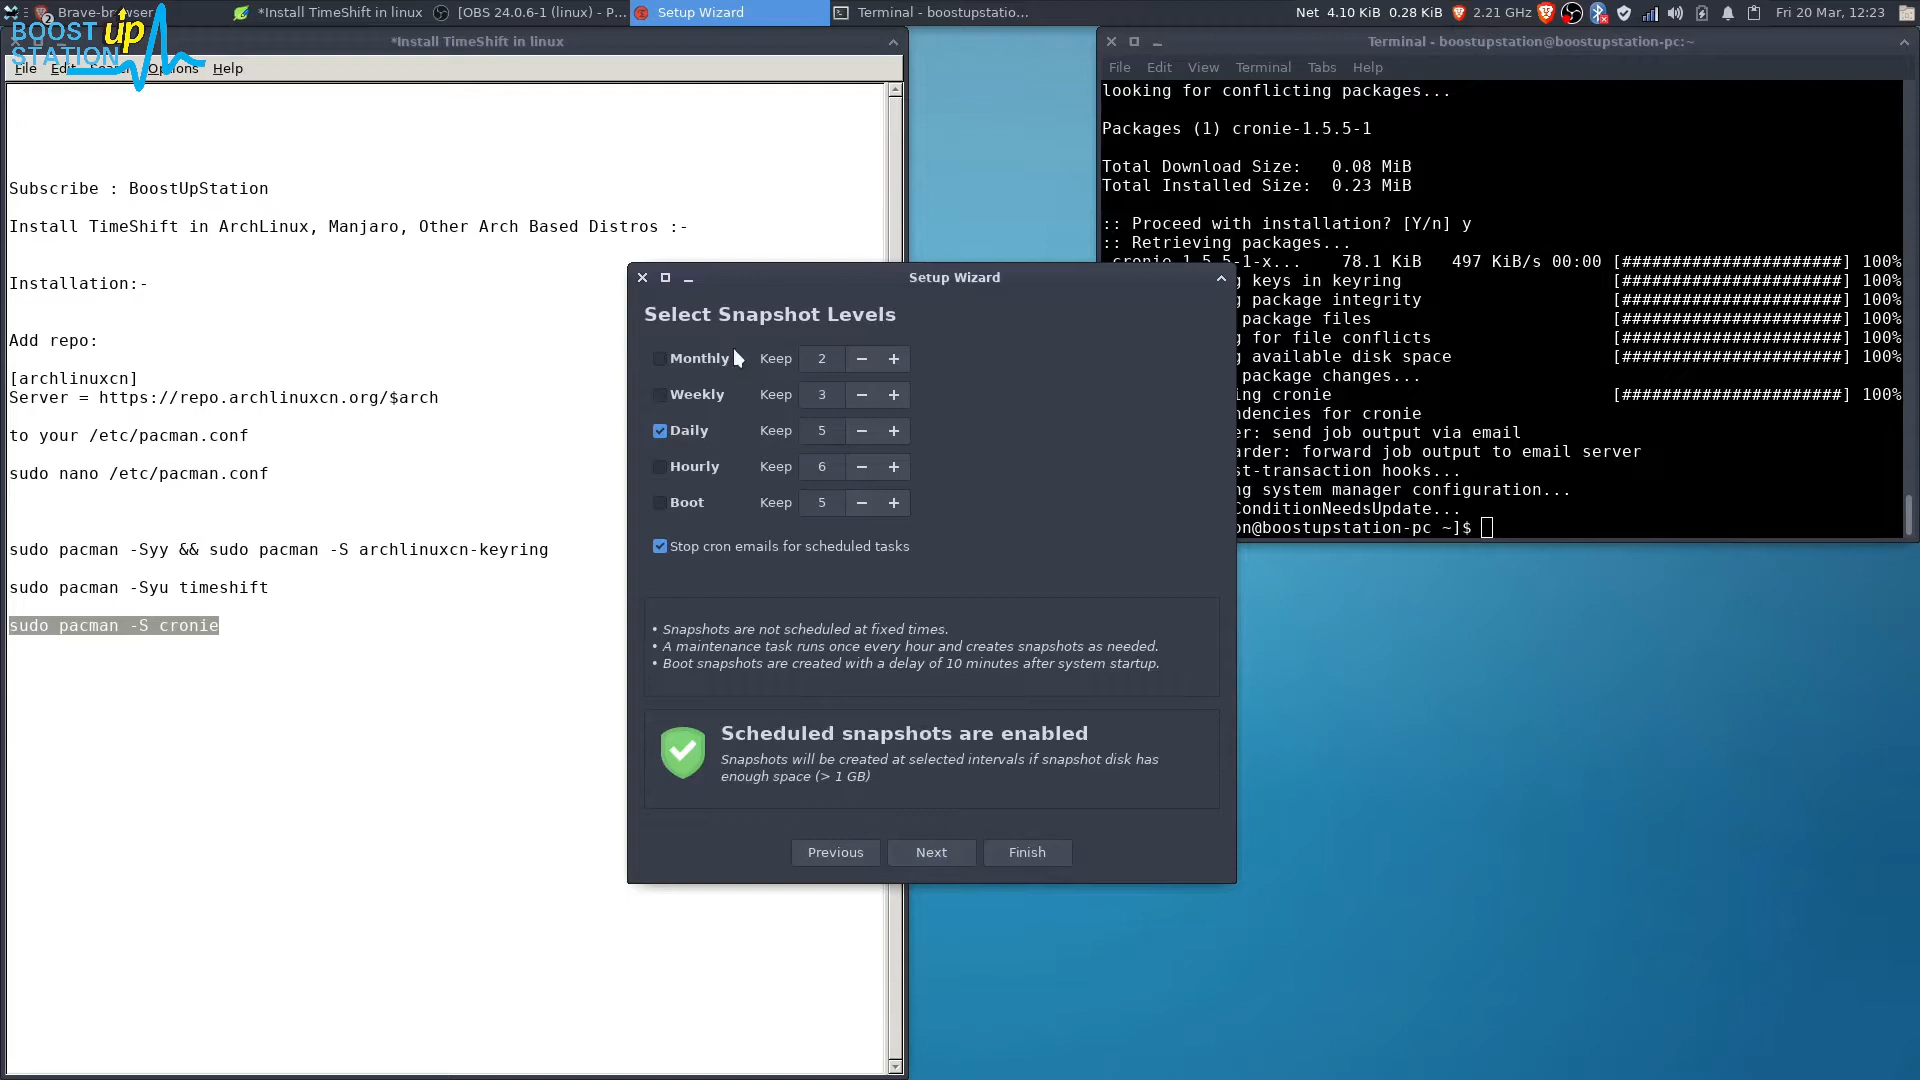 Brave-browser
2
*Install TimeShift in linux
[OBS 24.0.6-1 (linux) - P...
Setup Wizard
Terminal - boostupstatio...
Net 4.10 KiB 0.28 KiB
2.21 GHz
Fri 20 Mar, 12:23
BOOST up
STATION
*Install TimeShift in linux
File Edit Search Options Help
Subscribe : BoostUpStation
Install TimeShift in ArchLinux, Manjaro, Other Arch Based Distros :-
Installation:-
Add repo:
[archlinuxcn]
Server = https://repo.archlinuxcn.org/$arch
to your /etc/pacman.conf
sudo nano /etc/pacman.conf
sudo pacman -Syy && sudo pacman -S archlinuxcn-keyring
sudo pacman -Syu timeshift
sudo pacman -S cronie
Terminal - boostupstation@boostupstation-pc:~
File Edit View Terminal Tabs Help
looking for conflicting packages...
Packages (1) cronie-1.5.5-1
Total Download Size: 0.08 MiB
Total Installed Size: 0.23 MiB
:: Proceed with installation? [Y/n] y
:: Retrieving packages...
cronie-1.5.5-1-x... 78.1 KiB 497 KiB/s 00:00 [######################] 100%
g keys in keyring [######################] 100%
g package integrity [######################] 100%
package files [######################] 100%
g for file conflicts [######################] 100%
g available disk space [######################] 100%
package changes...
ing cronie [######################] 100%
ndencies for cronie
er: send job output via email
arder: forward job output to email server
st-transaction hooks...
ng system manager configuration...
ConditionNeedsUpdate...
on@boostupstation-pc ~]$
Setup Wizard
Select Snapshot Levels
Monthly Keep 2 − +
Weekly Keep 3 − +
Daily Keep 5 − +
Hourly Keep 6 − +
Boot Keep 5 − +
Stop cron emails for scheduled tasks
• Snapshots are not scheduled at fixed times.
• A maintenance task runs once every hour and creates snapshots as needed.
• Boot snapshots are created with a delay of 10 minutes after system startup.
Scheduled snapshots are enabled
Snapshots will be created at selected intervals if snapshot disk has
enough space (> 1 GB)
Previous Next Finish